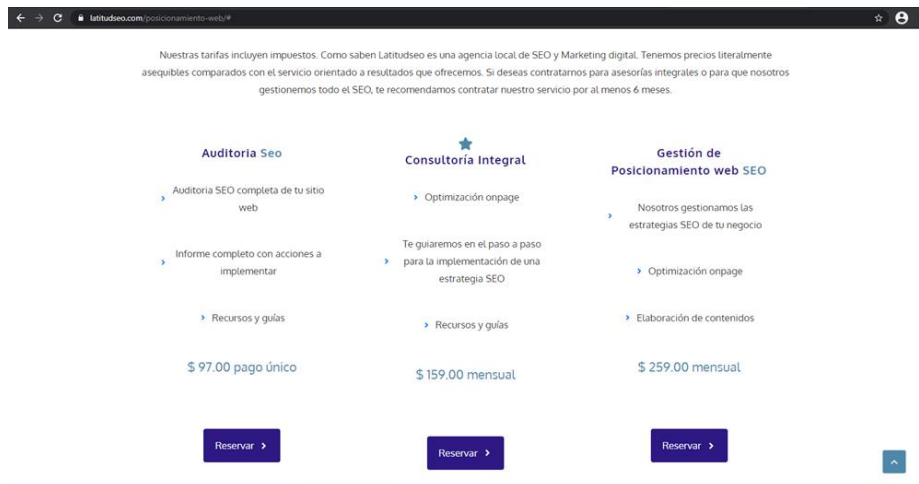 latitudseo.com/posicionamiento-web/#
Nuestras tarifas incluyen impuestos. Como saben Latitudseo es una agencia local de SEO y Marketing digital. Tenemos precios literalmente
asequibles comparados con el servicio orientado a resultados que ofrecemos. Si deseas contratarnos para asesorías integrales o para que nosotros
gestionemos todo el SEO, te recomendamos contratar nuestro servicio por al menos 6 meses.
Auditoria Seo
Auditoria SEO completa de tu sitio
web
Informe completo con acciones a
implementar
Recursos y guías
$ 97.00 pago único
Reservar
Consultoría Integral
Optimización onpage
Te guiaremos en el paso a paso
para la implementación de una
estrategia SEO
Recursos y guías
$ 159.00 mensual
Reservar
Gestión de
Posicionamiento web SEO
Nosotros gestionamos las
estrategias SEO de tu negocio
Optimización onpage
Elaboración de contenidos
$ 259.00 mensual
Reservar